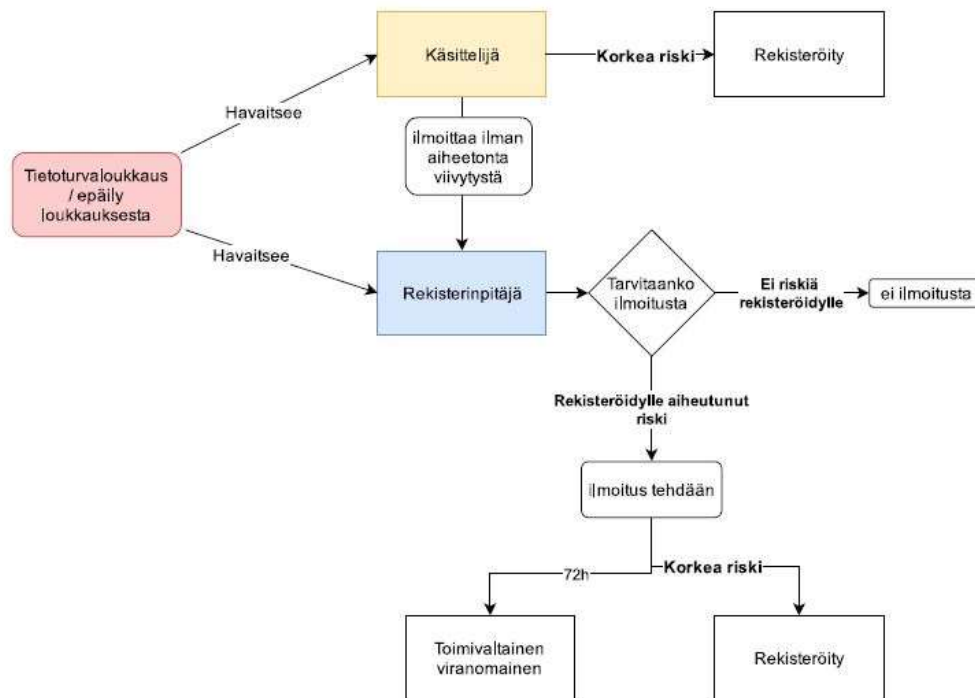 Käsittelijä
Korkea riski
Rekisteröity
Havaitsee
ilmoittaa ilman
aiheetonta
viivytystä
Tietoturvaloukkaus
/ epäily
loukkauksesta
Havaitsee
Rekisterinpitäjä
Tarvitaanko
ilmoitusta
Ei riskiä
rekisteröidylle
ei ilmoitusta
Rekisteröidylle aiheutunut
riski
ilmoitus tehdään
72h
Korkea riski
Toimivaltainen
viranomainen
Rekisteröity